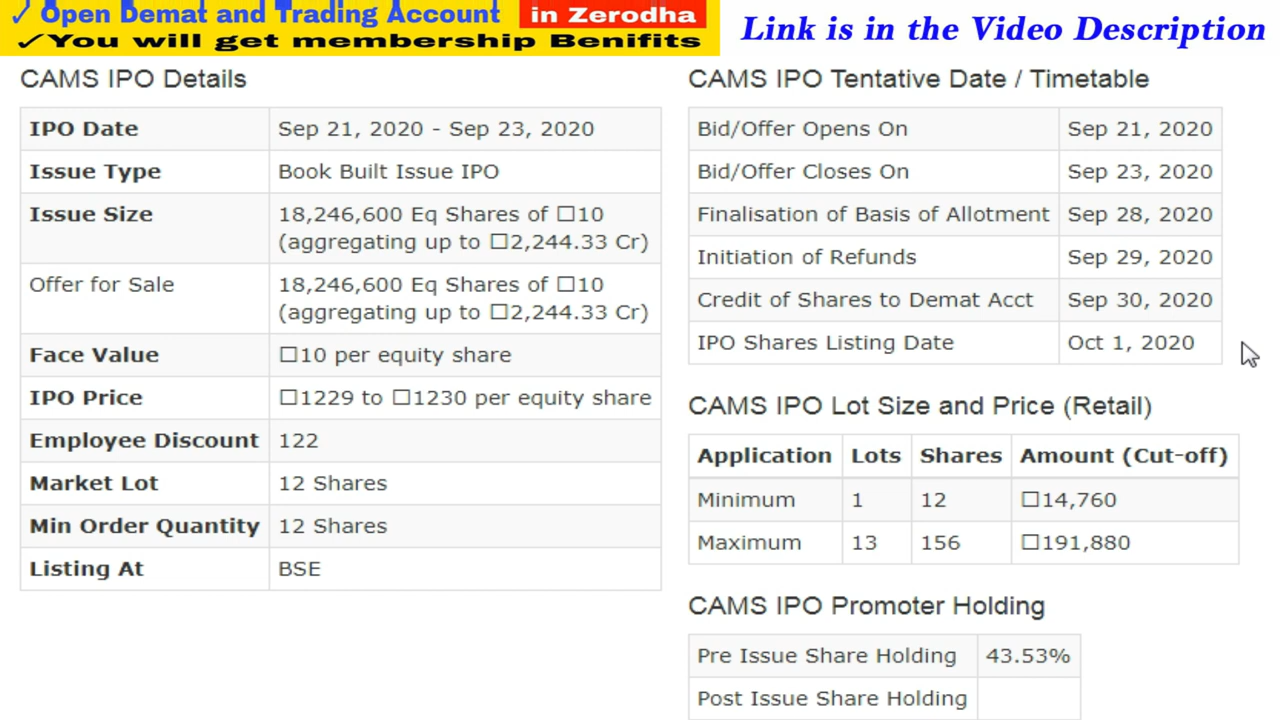 ✓ Open Demat and Trading Account in Zerodha
✓You will get membership Benifits
Link is in the Video Description
CAMS IPO Details
IPO Date Sep 21, 2020 - Sep 23, 2020
Issue Type Book Built Issue IPO
Issue Size 18,246,600 Eq Shares of □10
(aggregating up to □2,244.33 Cr)
Offer for Sale 18,246,600 Eq Shares of □10
(aggregating up to □2,244.33 Cr)
Face Value □10 per equity share
IPO Price □1229 to □1230 per equity share
Employee Discount 122
Market Lot 12 Shares
Min Order Quantity 12 Shares
Listing At BSE
CAMS IPO Tentative Date / Timetable
Bid/Offer Opens On Sep 21, 2020
Bid/Offer Closes On Sep 23, 2020
Finalisation of Basis of Allotment Sep 28, 2020
Initiation of Refunds Sep 29, 2020
Credit of Shares to Demat Acct Sep 30, 2020
IPO Shares Listing Date Oct 1, 2020
CAMS IPO Lot Size and Price (Retail)
Application Lots Shares Amount (Cut-off)
Minimum 1 12 □14,760
Maximum 13 156 □191,880
CAMS IPO Promoter Holding
Pre Issue Share Holding 43.53%
Post Issue Share Holding